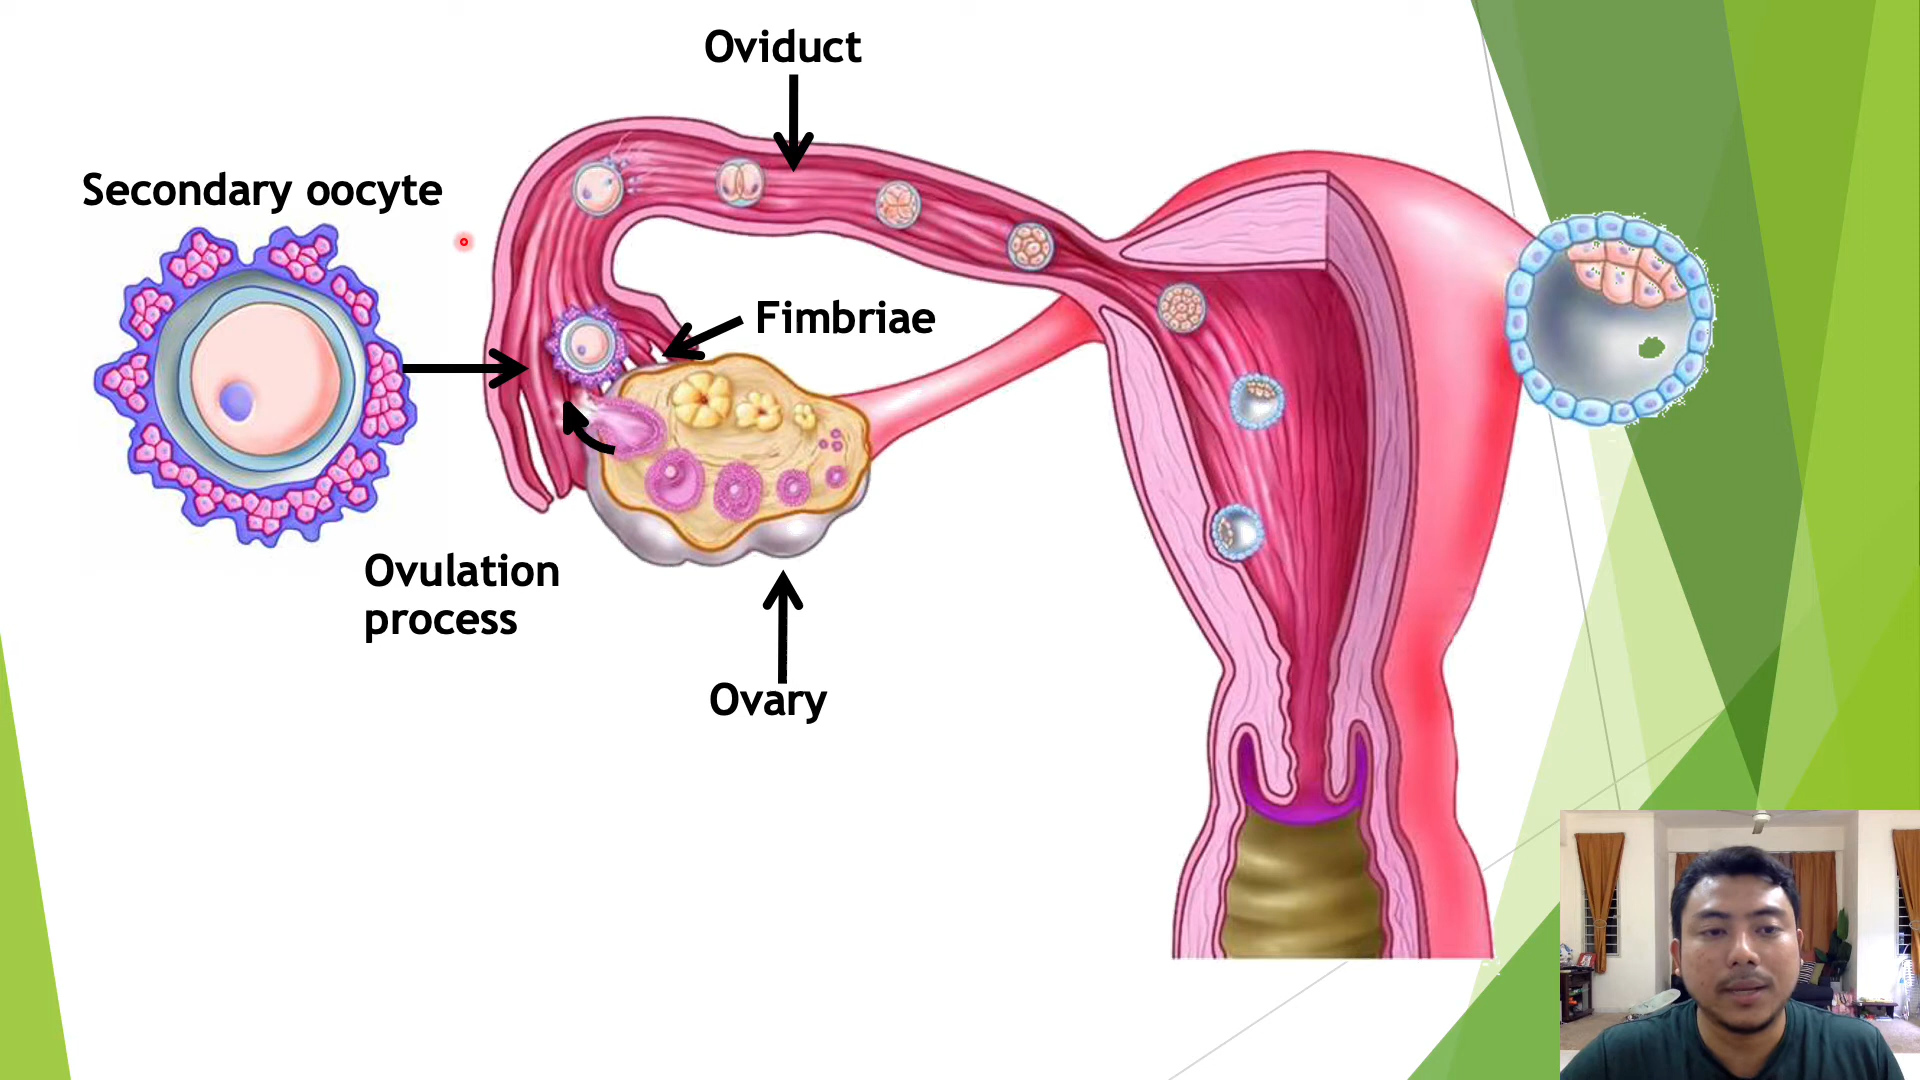 Oviduct
Secondary oocyte
Fimbriae
Ovulation
process
Ovary